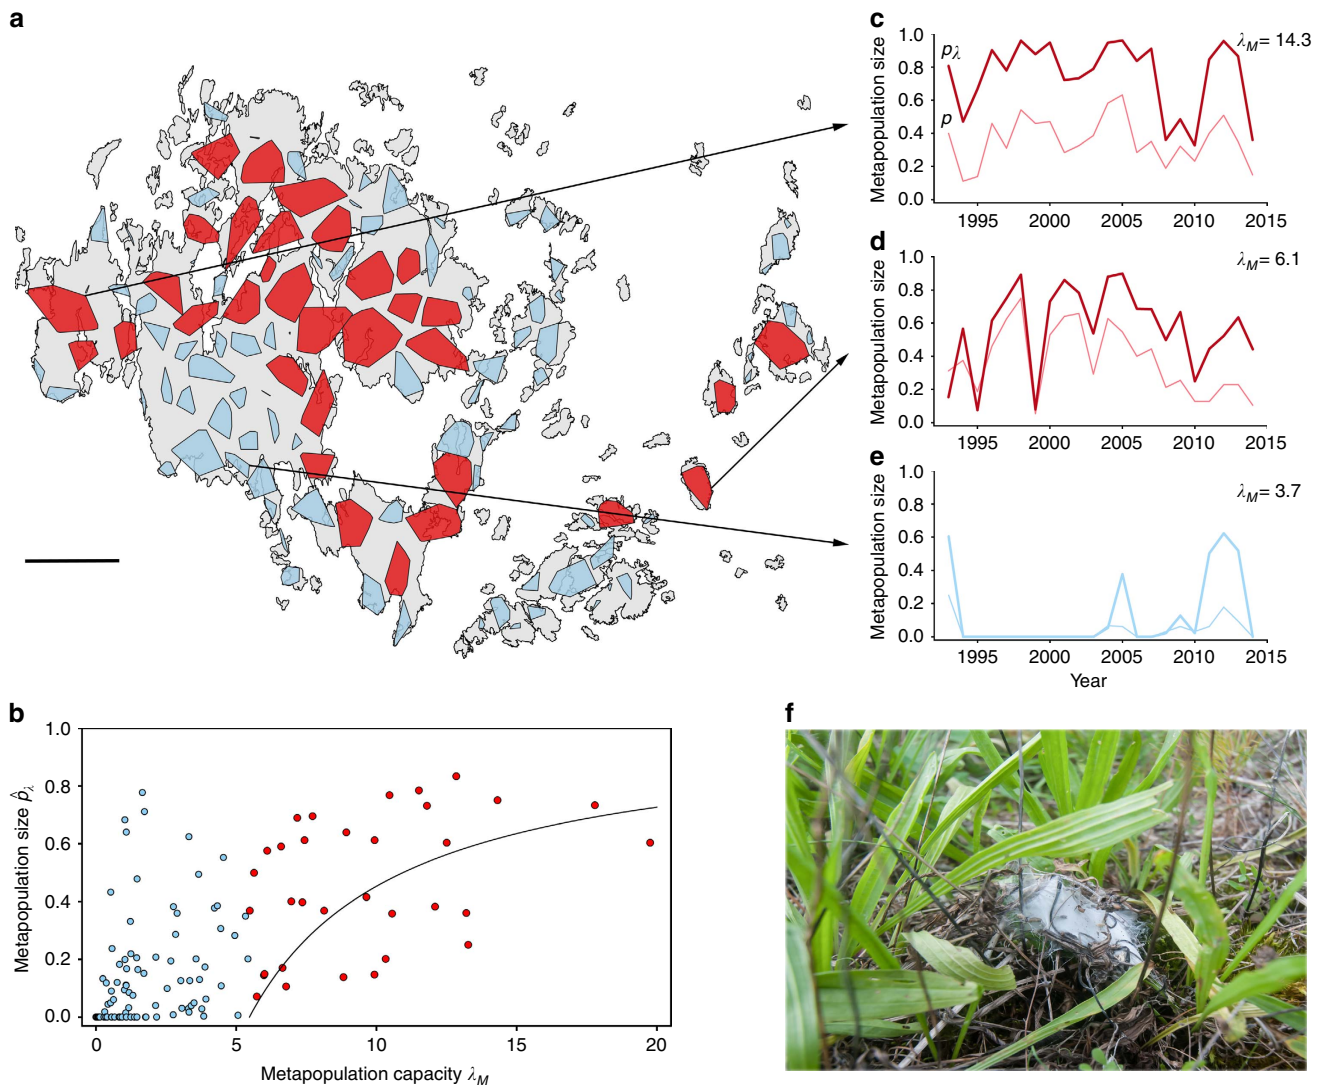 a
b
Metapopulation size p̂λ
1.0
0.8
0.6
0.4
0.2
0.0
0 5 10 15 20
Metapopulation capacity λM
c
Metapopulation size
1.0
0.8
0.6
0.4
0.2
0.0
pλ
p
λM= 14.3
1995 2000 2005 2010 2015
d
Metapopulation size
1.0
0.8
0.6
0.4
0.2
0.0
λM= 6.1
1995 2000 2005 2010 2015
e
Metapopulation size
1.0
0.8
0.6
0.4
0.2
0.0
λM= 3.7
1995 2000 2005 2010 2015
Year
f